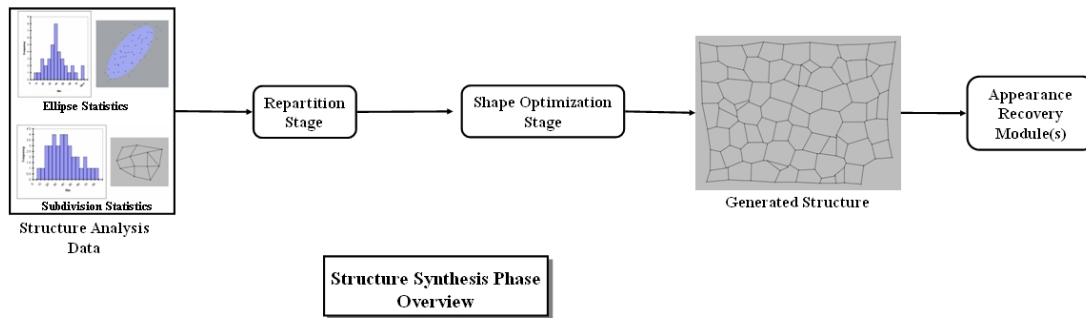 Ellipse Statistics
Subdivision Statistics
Structure Analysis
Data
Repartition
Stage
Shape Optimization
Stage
Generated Structure
Appearance
Recovery
Module(s)
Structure Synthesis Phase
Overview